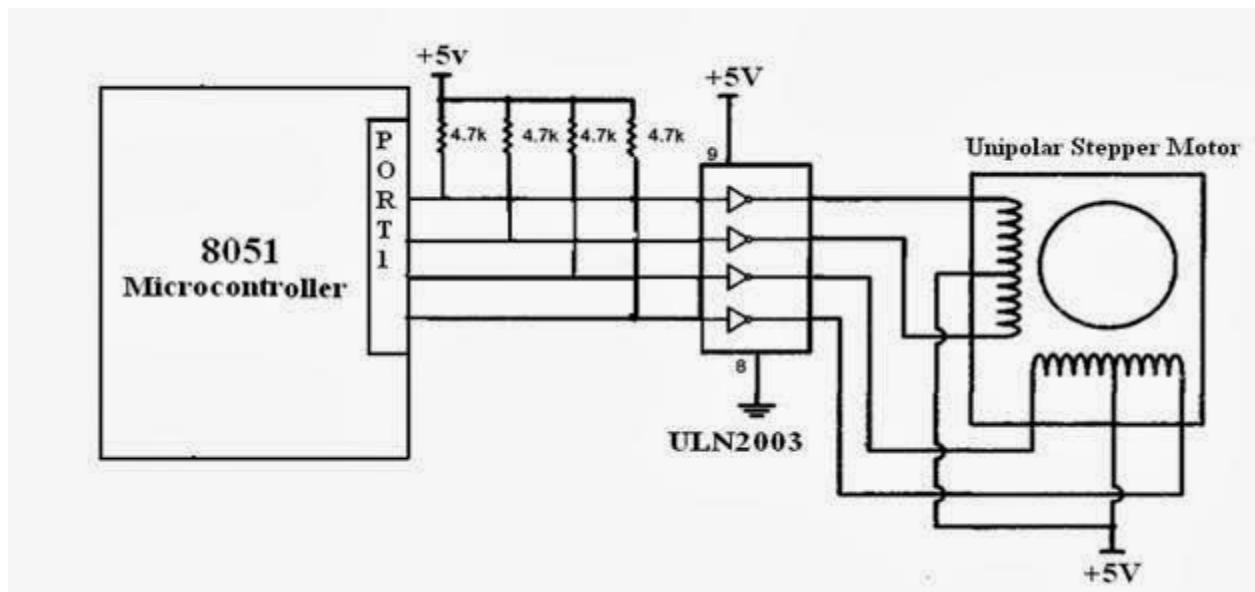 +5v
+5V
4.7k 4.7k 4.7k 4.7k
PORT1
9
Unipolar Stepper Motor
8051
Microcontroller
8
ULN2003
+5V